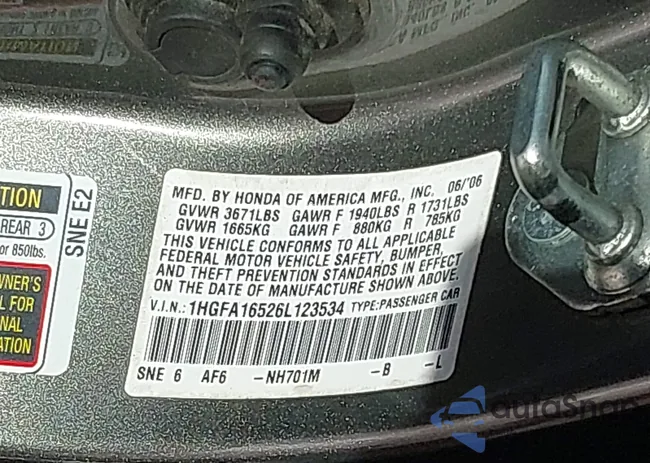 MFD. BY HONDA OF AMERICA MFG., INC. 06/'06
GVWR 3671LBS GAWR F 1940LBS R 1731LBS
GVWR 1665KG GAWR F 880KG R 785KG
THIS VEHICLE CONFORMS TO ALL APPLICABLE
FEDERAL MOTOR VEHICLE SAFETY, BUMPER,
AND THEFT PREVENTION STANDARDS IN EFFECT
ON THE DATE OF MANUFACTURE SHOWN ABOVE.
V.I.N.: 1HGFA16526L123534 TYPE:PASSENGER CAR
SNE 6 AF6 -NH701M -B -L
REAR 3
or 850lbs.
SNE E2
OWNER'S
L FOR